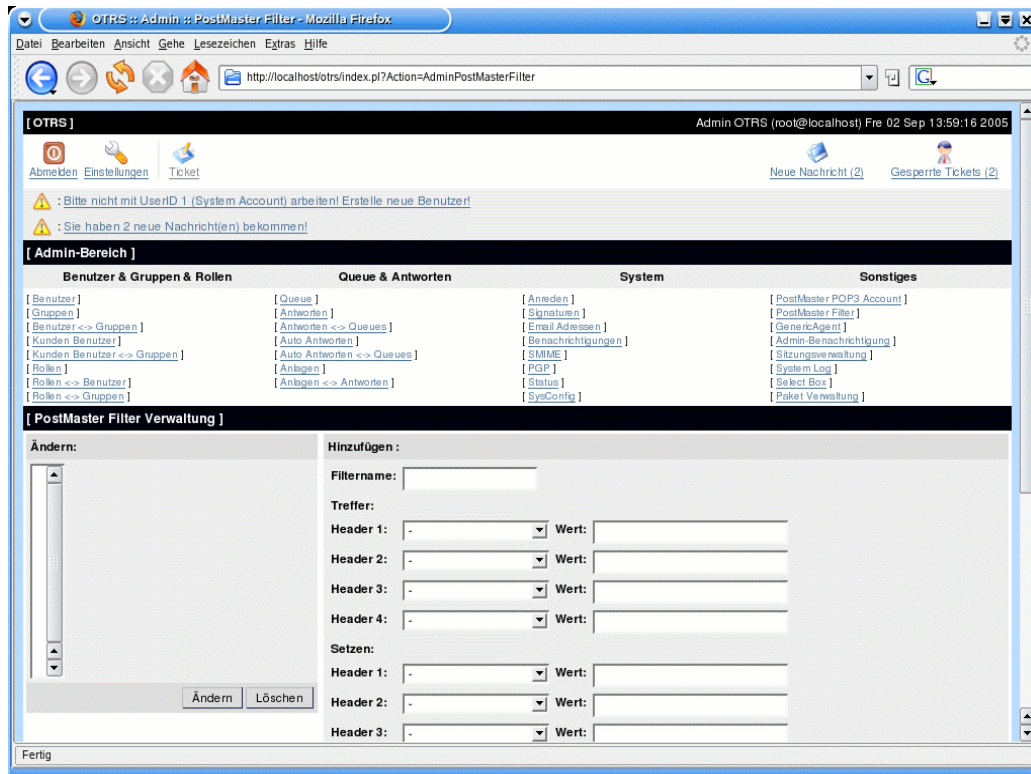 OTRS :: Admin :: PostMaster Filter - Mozilla Firefox
Datei Bearbeiten Ansicht Gehe Lesezeichen Extras Hilfe
http://localhost/otrs/index.pl?Action=AdminPostMasterFilter
[ OTRS ] Admin OTRS (root@localhost) Fre 02 Sep 13:59:16 2005
Abmelden Einstellungen Ticket Neue Nachricht (2) Gesperrte Tickets (2)
: Bitte nicht mit UserID 1 (System Account) arbeiten! Erstelle neue Benutzer!
: Sie haben 2 neue Nachricht(en) bekommen!
[ Admin-Bereich ]
Benutzer & Gruppen & Rollen Queue & Antworten System Sonstiges
[ Benutzer ] [ Queue ] [ Anreden ] [ PostMaster POP3 Account ]
[ Gruppen ] [ Antworten ] [ Signaturen ] [ PostMaster Filter ]
[ Benutzer <-> Gruppen ] [ Antworten <-> Queues ] [ Email Adressen ] [ GenericAgent ]
[ Kunden Benutzer ] [ Auto Antworten ] [ Benachrichtigungen ] [ Admin-Benachrichtigung ]
[ Kunden Benutzer <-> Gruppen ] [ Auto Antworten <-> Queues ] [ SMIME ] [ Sitzungsverwaltung ]
[ Rollen ] [ Anlagen ] [ PGP ] [ System Log ]
[ Rollen <-> Benutzer ] [ Anlagen <-> Antworten ] [ Status ] [ Select Box ]
[ Rollen <-> Gruppen ] [ SysConfig ] [ Paket Verwaltung ]
[ PostMaster Filter Verwaltung ]
Ändern: Hinzufügen :
Filtername:
Treffer:
Header 1: - Wert:
Header 2: - Wert:
Header 3: - Wert:
Header 4: - Wert:
Setzen:
Header 1: - Wert:
Ändern Löschen
Header 2: - Wert:
Header 3: - Wert:
Fertig